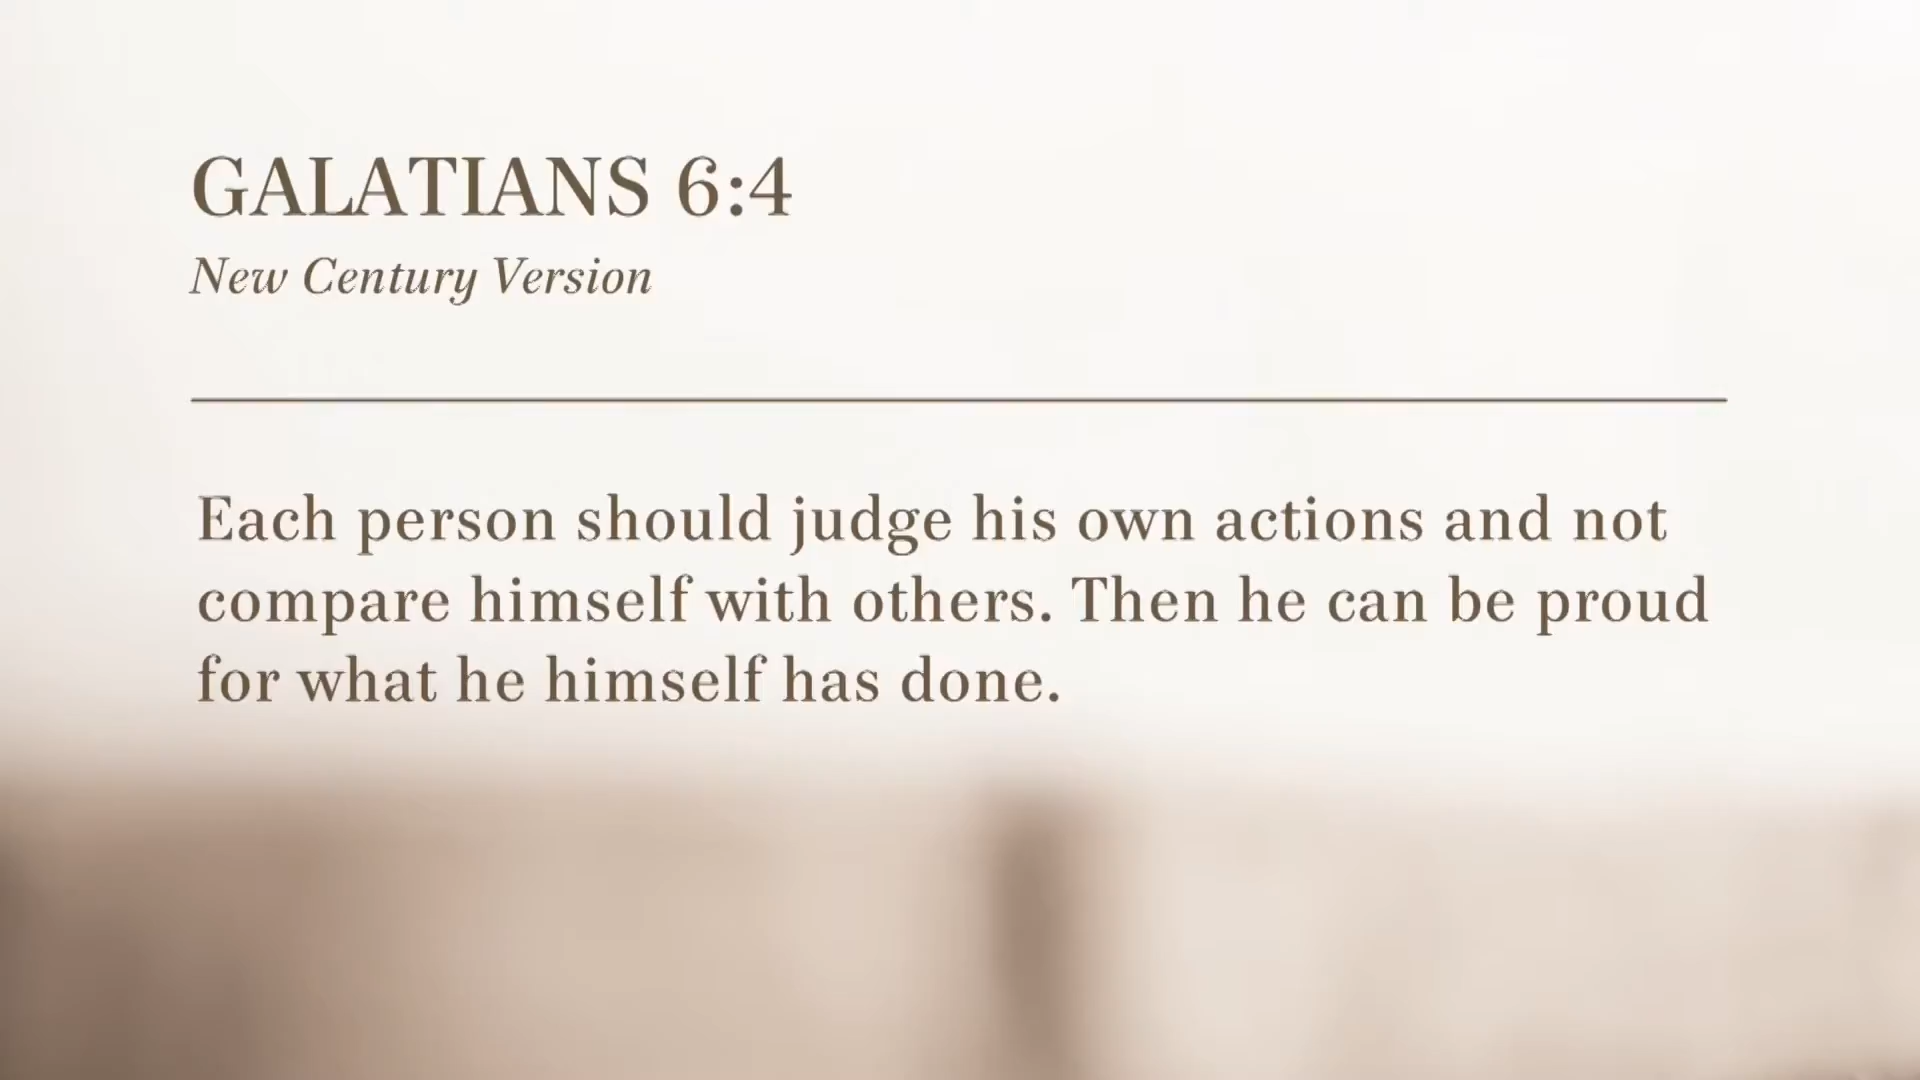 GALATIANS 6:4
New Century Version
Each person should judge his own actions and not
compare himself with others. Then he can be proud
for what he himself has done.